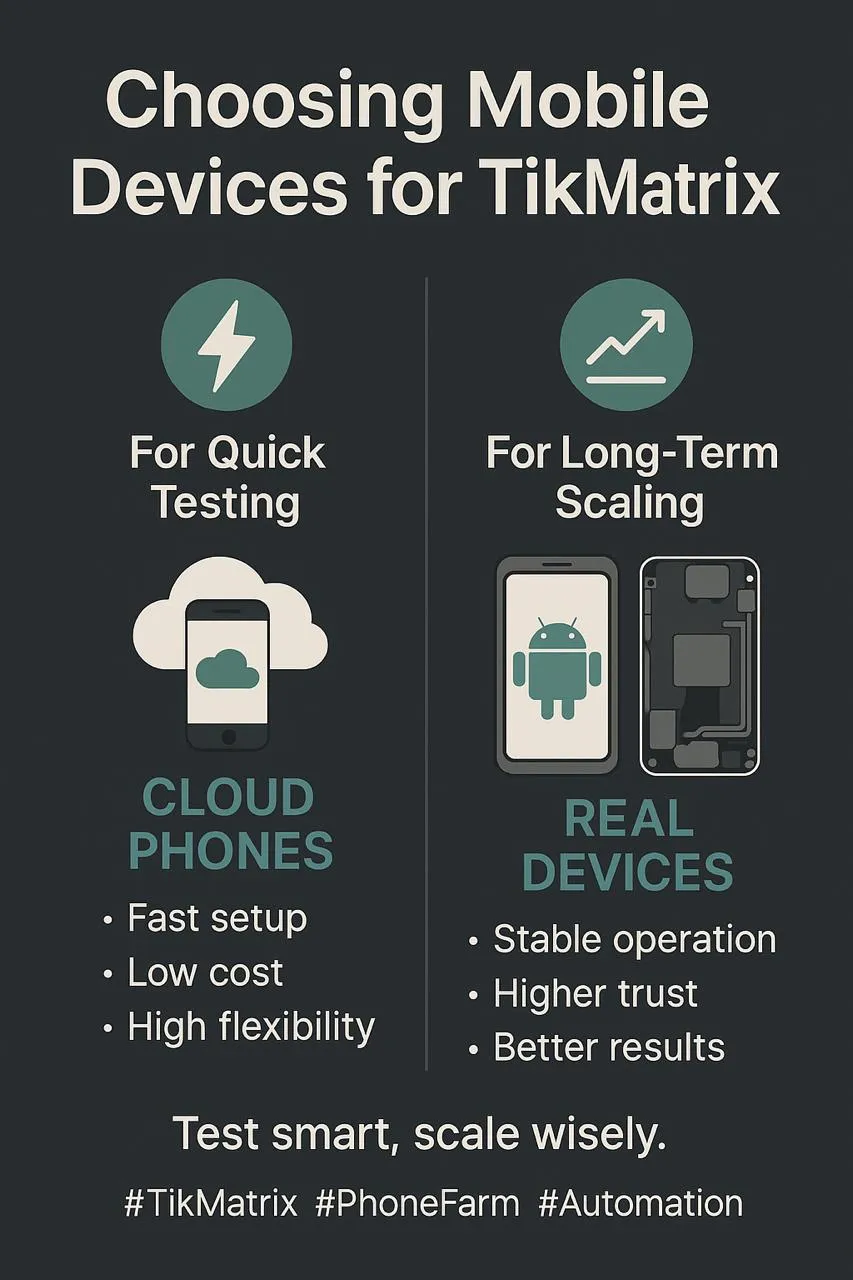 Choosing Mobile
Devices for TikMatrix
For Quick
Testing
CLOUD
PHONES
• Fast setup
• Low cost
• High flexibility
For Long-Term
Scaling
REAL
DEVICES
• Stable operation
• Higher trust
• Better results
Test smart, scale wisely.
#TikMatrix #PhoneFarm #Automation